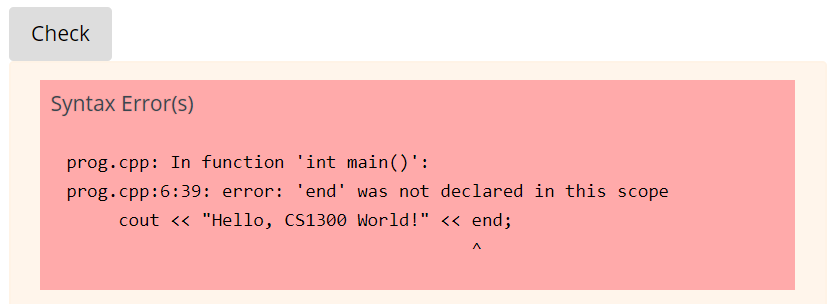 Check
Syntax Error(s)
prog.cpp: In function 'int main()':
prog.cpp:6:39: error: 'end' was not declared in this scope
     cout << "Hello, CS1300 World!" << end;
                                       ^